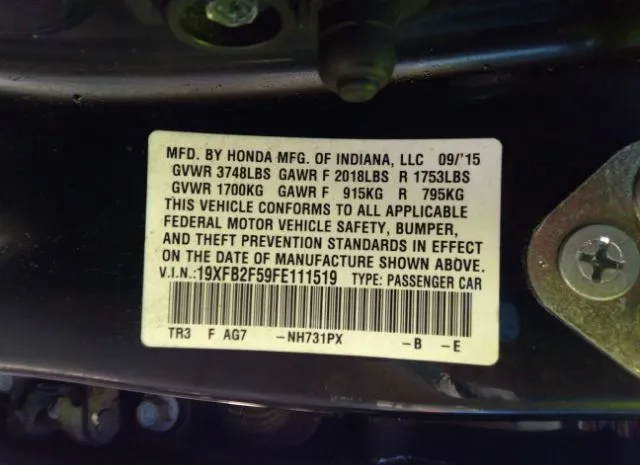 MFD. BY HONDA MFG. OF INDIANA, LLC 09/'15
GVWR 3748LBS GAWR F 2018LBS R 1753LBS
GVWR 1700KG GAWR F 915KG R 795KG
THIS VEHICLE CONFORMS TO ALL APPLICABLE
FEDERAL MOTOR VEHICLE SAFETY, BUMPER,
AND THEFT PREVENTION STANDARDS IN EFFECT
ON THE DATE OF MANUFACTURE SHOWN ABOVE.
V.I.N.:19XFB2F59FE111519 TYPE: PASSENGER CAR
TR3 F AG7 -NH731PX -B -E